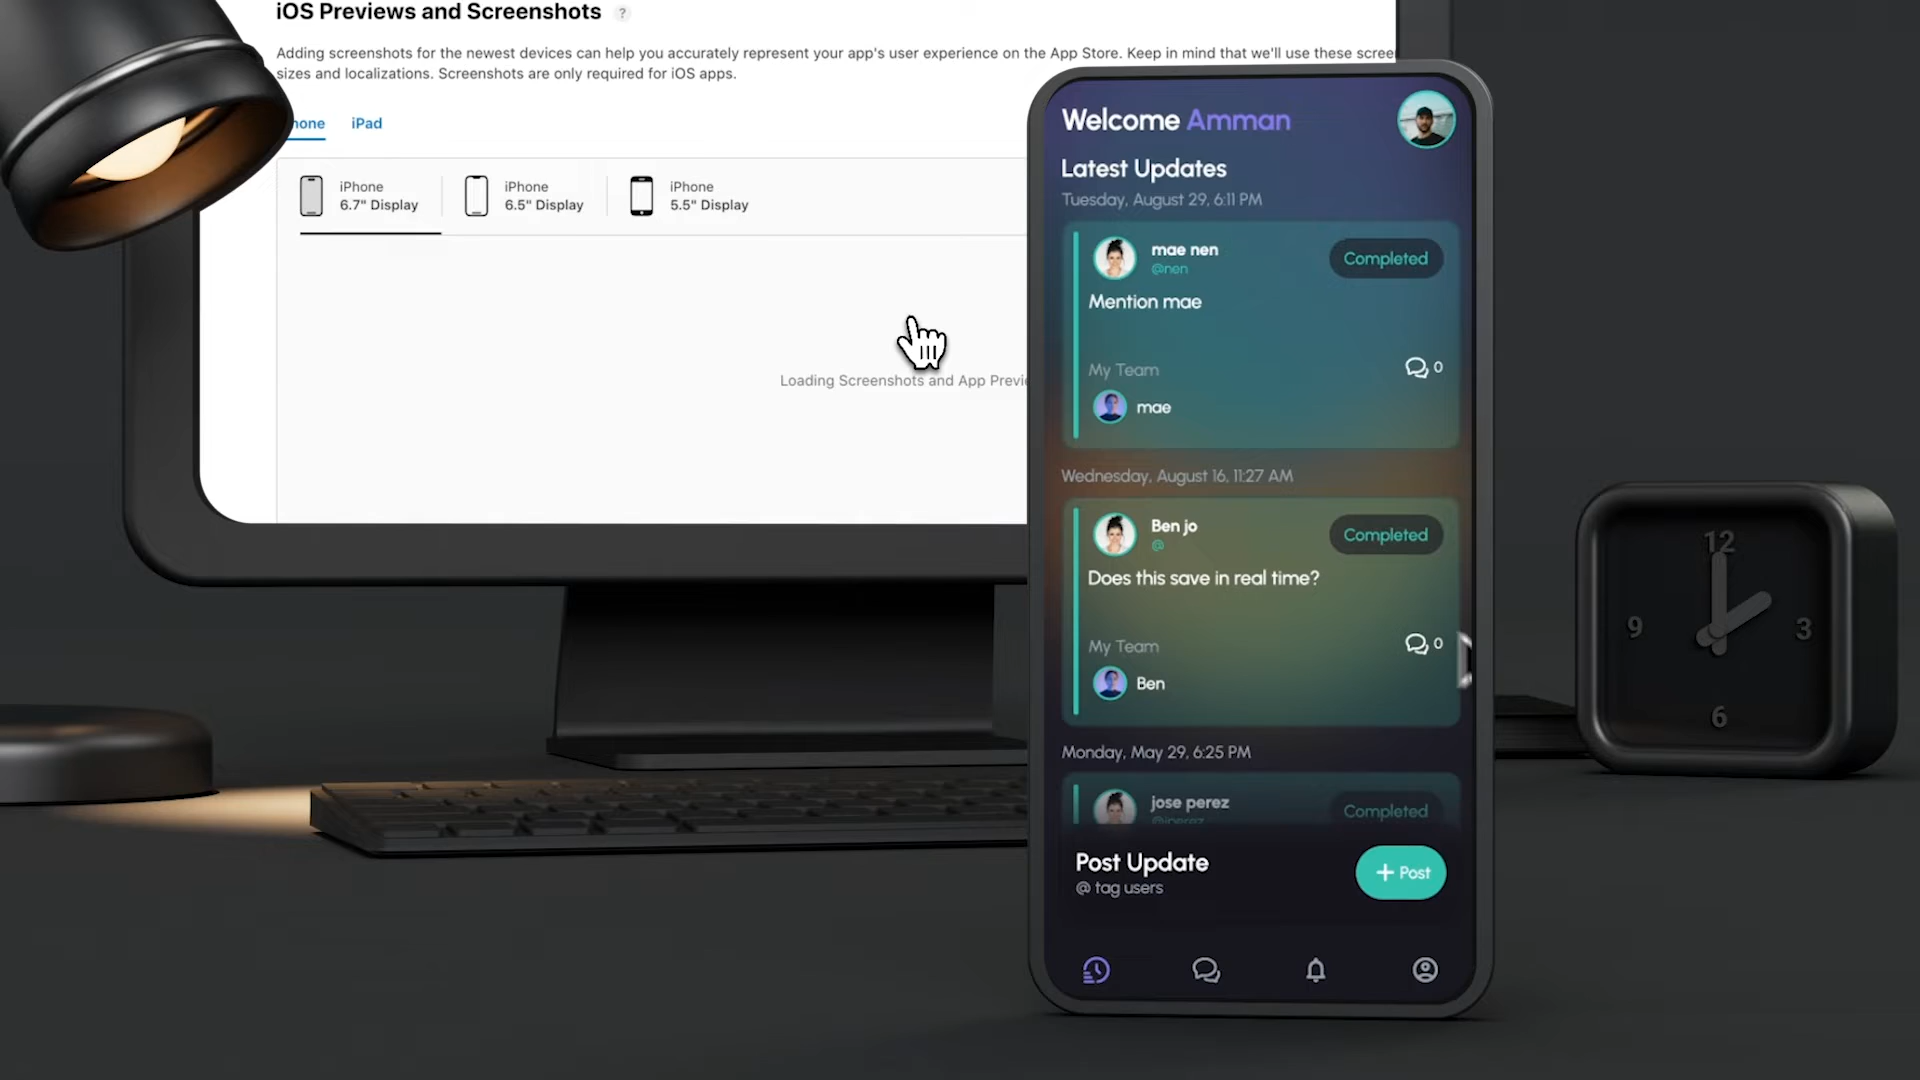 iOS Previews and Screenshots ?
Adding screenshots for the newest devices can help you accurately represent your app's user experience on the App Store. Keep in mind that we'll use these
sizes and localizations. Screenshots are only required for iOS apps.
iPad
iPhone
6.7" Display
iPhone
6.5" Display
iPhone
5.5" Display
Loading Screenshots and App
Welcome Amman
Latest Updates
Tuesday, August 29, 6:11 PM
mae nen
@nen
Completed
Mention mae
My Team
0
mae
Wednesday, August 16, 11:27 AM
Ben jo
@
Completed
Does this save in real time?
My Team
0
Ben
Monday, May 29, 6:25 PM
jose perez
@jperez
Completed
Post Update
@ tag users
+ Post
12
9
3
6